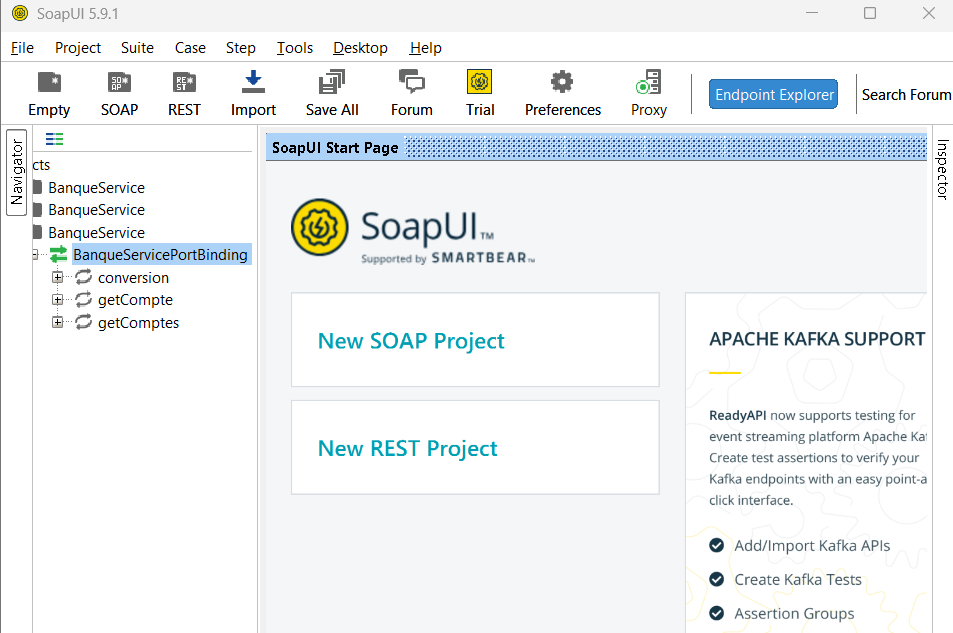 SoapUI 5.9.1
File Project Suite Case Step Tools Desktop Help
Empty SOAP REST Import Save All Forum Trial Preferences Proxy Endpoint Explorer Search Forum
Navigator
cts
BanqueService
BanqueService
BanqueService
BanqueServicePortBinding
conversion
getCompte
getComptes
SoapUI Start Page
SoapUI™
Supported by SMARTBEAR™
New SOAP Project
New REST Project
APACHE KAFKA SUPPORT
ReadyAPI now supports testing for
event streaming platform Apache Kaf
Create test assertions to verify your
Kafka endpoints with an easy point-a
click interface.
Add/Import Kafka APIs
Create Kafka Tests
Assertion Groups
Inspector